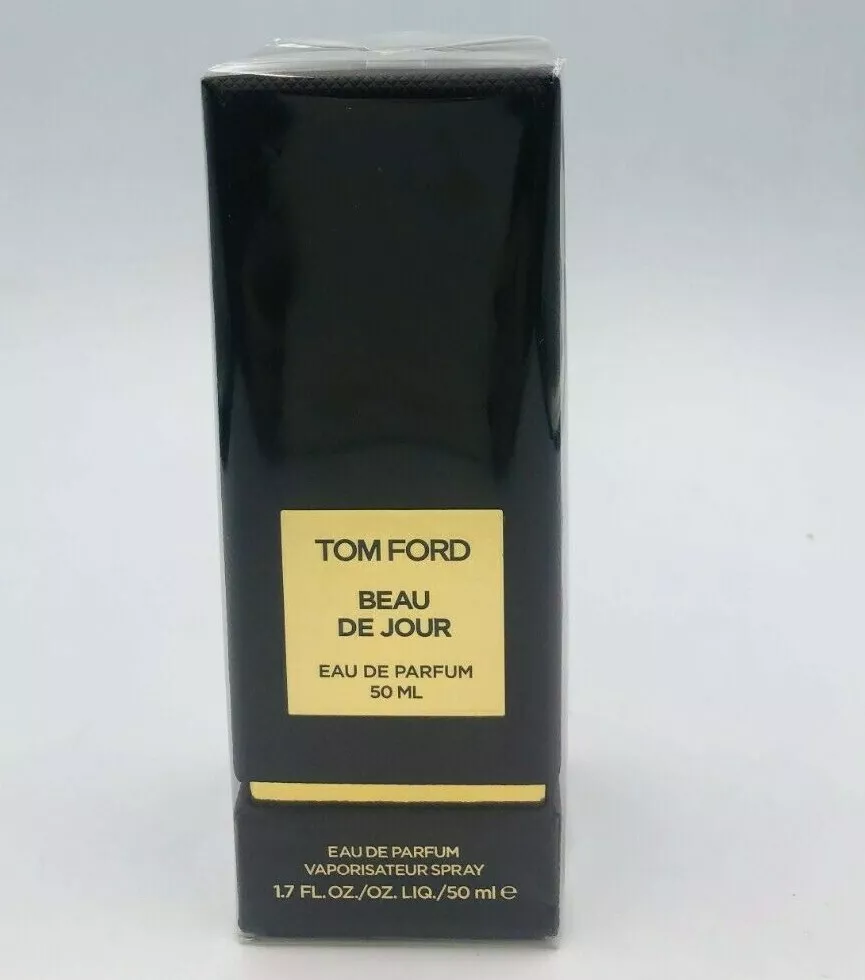 TOM FORD
BEAU
DE JOUR
EAU DE PARFUM
50 ML
EAU DE PARFUM
VAPORISATEUR SPRAY
1.7 FL. OZ./OZ. LIQ./50 ml ℮